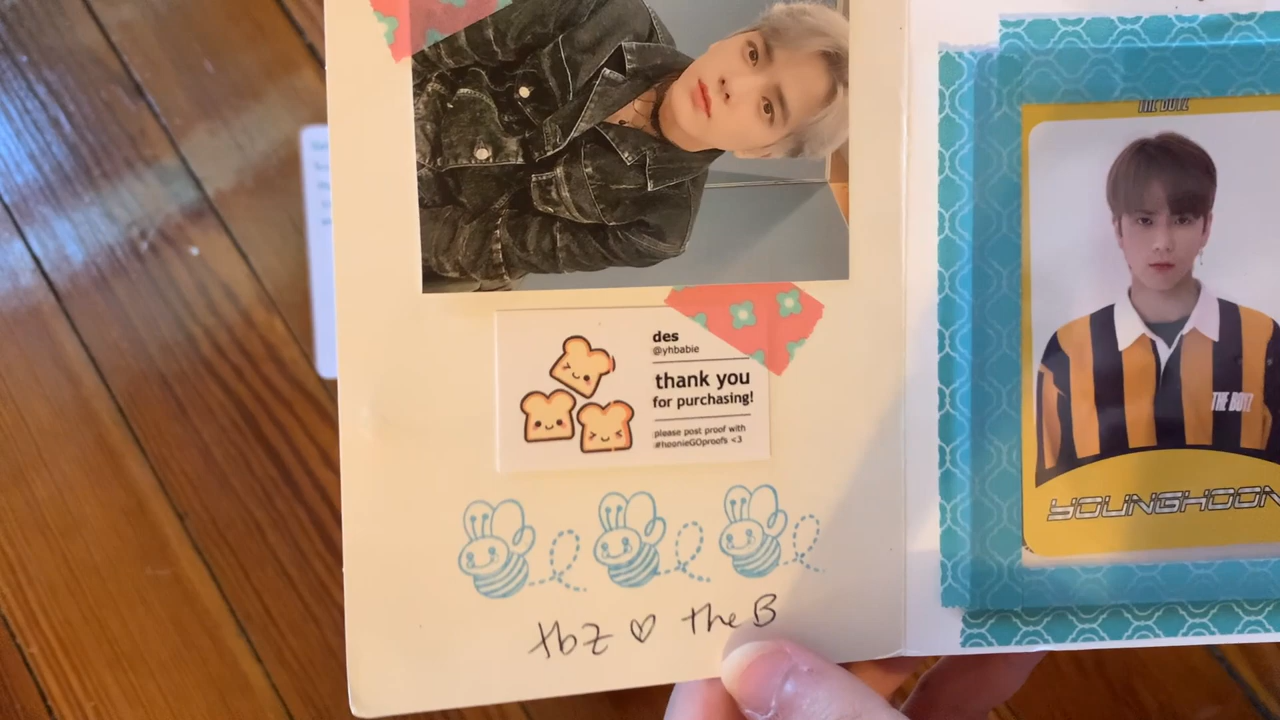 des
@yhbabie
thank you
for purchasing!
please post proof with
#hoonieGOproofs <3
tbz ♡ the B
THE BOYZ
THE BOYZ
YOUNGHOON